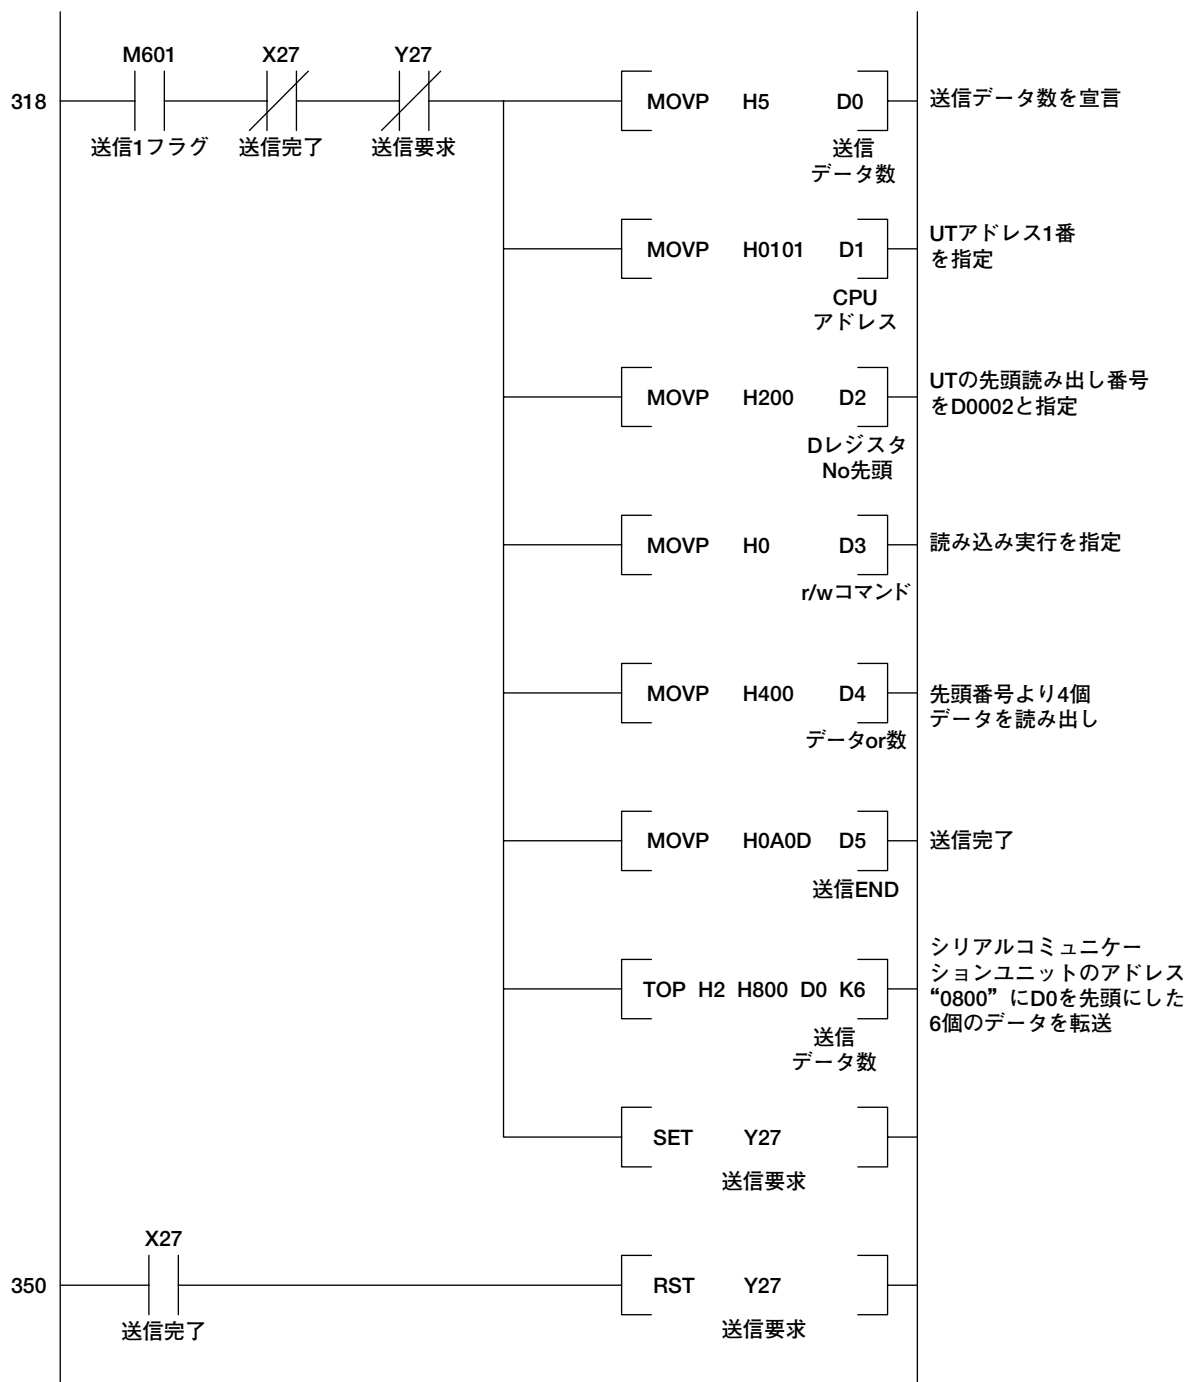 M601 X27 Y27
318 MOVP H5 D0 送信データ数を宣言
送信1フラグ 送信完了 送信要求 送信
データ数
MOVP H0101 D1 UTアドレス1番
を指定
CPU
アドレス
MOVP H200 D2 UTの先頭読み出し番号
をD0002と指定
Dレジスタ
No先頭
MOVP H0 D3 読み込み実行を指定
r/wコマンド
MOVP H400 D4 先頭番号より4個
データを読み出し
データor数
MOVP H0A0D D5 送信完了
送信END
シリアルコミュニケー
ションユニットのアドレス
TOP H2 H800 D0 K6 “0800”にD0を先頭にした
6個のデータを転送
送信
データ数
SET Y27
送信要求
X27
350 RST Y27
送信完了 送信要求